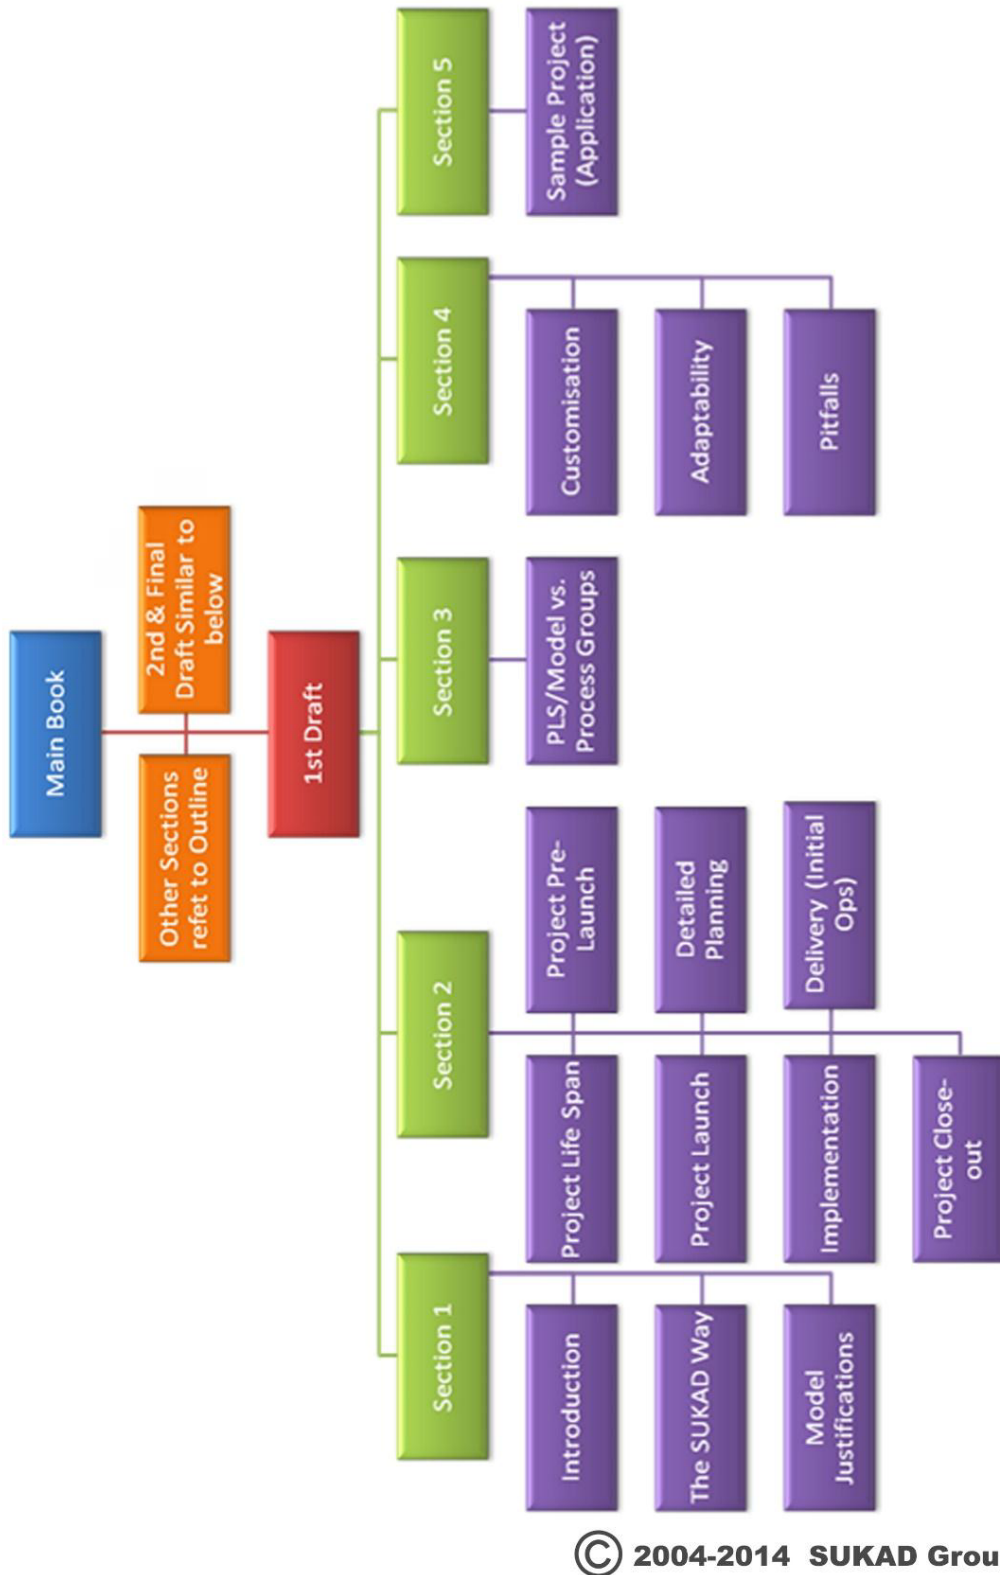 Main Book
Other Sections
refet to Outline
2nd & Final
Draft Similar to
below
1st Draft
Section 1
Introduction
The SUKAD Way
Model
Justifications
Section 2
Project Life Span
Project Pre-
Launch
Project Launch
Detailed
Planning
Implementation
Delivery (Initial
Ops)
Project Close-
out
Section 3
PLS/Model vs.
Process Groups
Section 4
Customisation
Adaptability
Pitfalls
Section 5
Sample Project
(Application)
© 2004-2014 SUKAD Grou